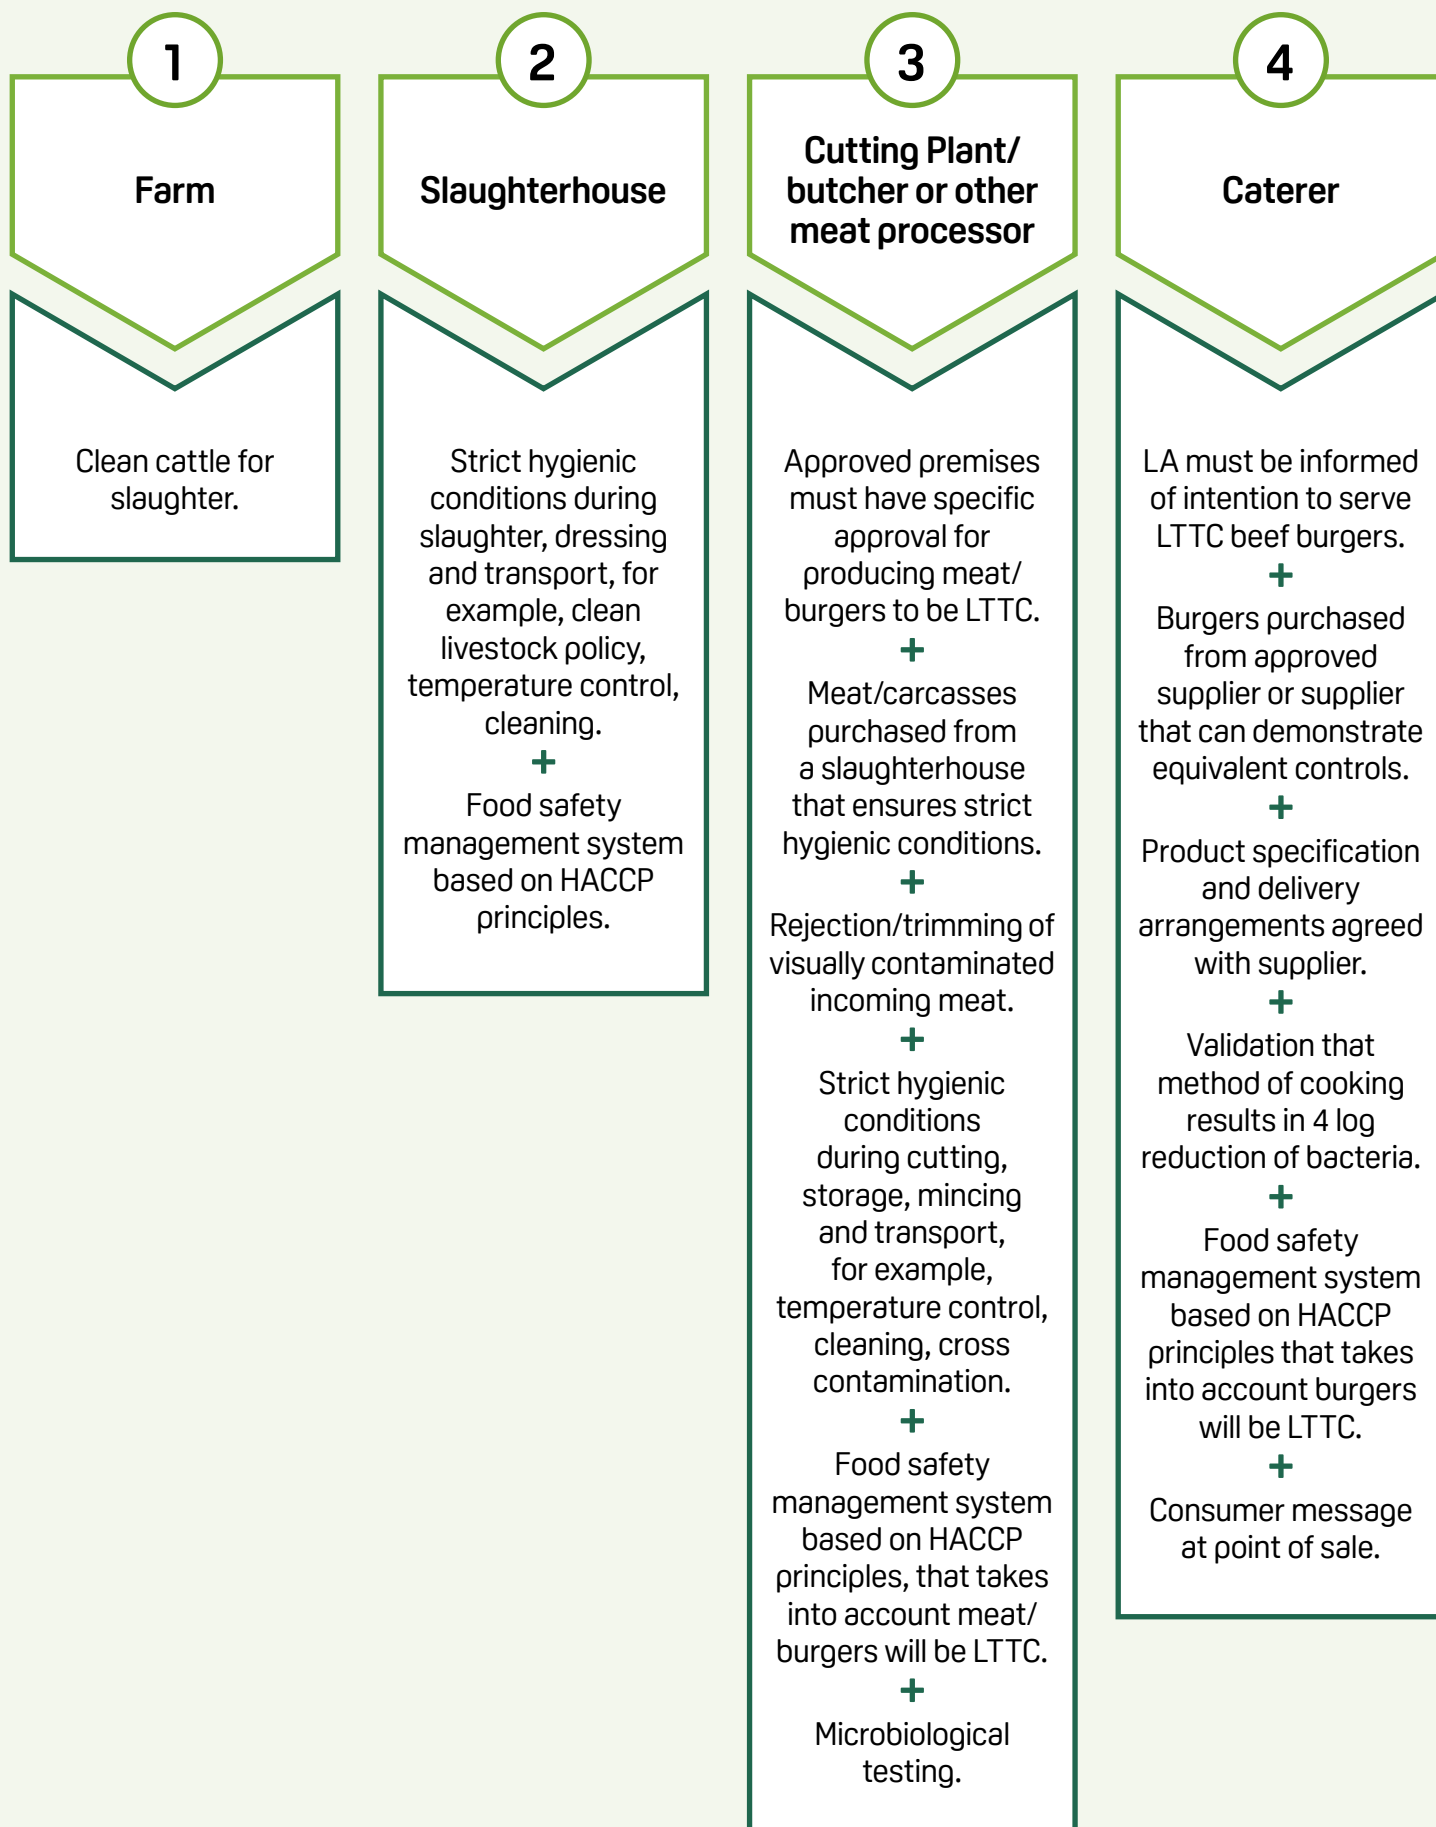 1
Farm
Clean cattle for
slaughter.
2
Slaughterhouse
Strict hygienic
conditions during
slaughter, dressing
and transport, for
example, clean
livestock policy,
temperature control,
cleaning.
+
Food safety
management system
based on HACCP
principles.
3
Cutting Plant/
butcher or other
meat processor
Approved premises
must have specific
approval for
producing meat/
burgers to be LTTC.
+
Meat/carcasses
purchased from
a slaughterhouse
that ensures strict
hygienic conditions.
+
Rejection/trimming of
visually contaminated
incoming meat.
+
Strict hygienic
conditions
during cutting,
storage, mincing
and transport,
for example,
temperature control,
cleaning, cross
contamination.
+
Food safety
management system
based on HACCP
principles, that takes
into account meat/
burgers will be LTTC.
+
Microbiological
testing.
4
Caterer
LA must be informed
of intention to serve
LTTC beef burgers.
+
Burgers purchased
from approved
supplier or supplier
that can demonstrate
equivalent controls.
+
Product specification
and delivery
arrangements agreed
with supplier.
+
Validation that
method of cooking
results in 4 log
reduction of bacteria.
+
Food safety
management system
based on HACCP
principles that takes
into account burgers
will be LTTC.
+
Consumer message
at point of sale.